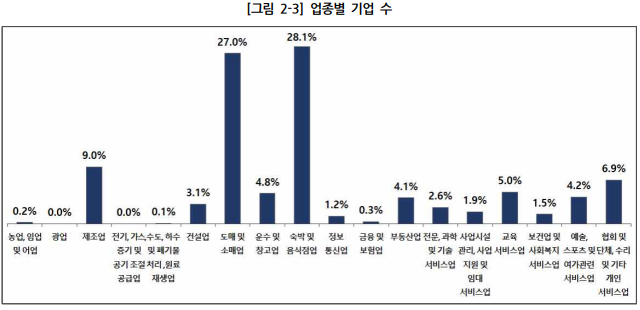 [그림 2-3] 업종별 기업 수
28.1%
27.0%
9.0%
6.9%
5.0%
4.8%
4.1%
4.2%
3.1%
2.6%
1.9%
1.2%
1.5%
0.2%
0.0%
0.0%
0.1%
0.3%
농업, 임업
및 어업
광업
제조업
전기, 가스,
증기 및
공기 조절
공급업
수도, 하수
및 폐기물
처리, 원료
재생업
건설업
도매 및
소매업
운수 및
창고업
숙박 및
음식점업
정보
통신업
금융 및
보험업
부동산업
전문, 과학
및 기술
서비스업
사업시설
관리, 사업
지원 및
임대
서비스업
교육
서비스업
보건업 및
사회복지
서비스업
예술,
스포츠 및
여가관련
서비스업
협회 및
단체, 수리
및 기타
개인
서비스업